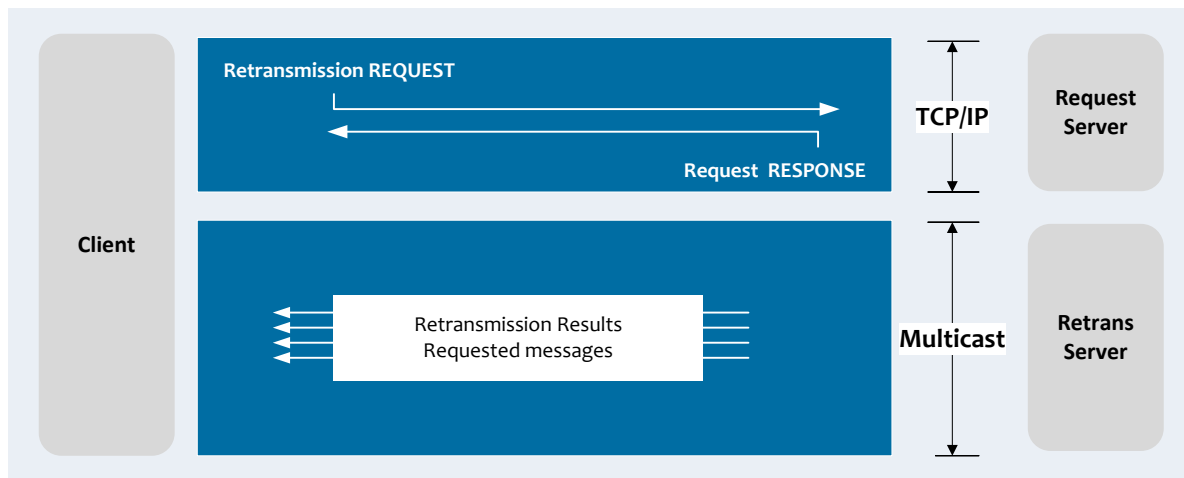 Client
Retransmission REQUEST
Request  RESPONSE
TCP/IP
Request
Server
Retransmission Results
Requested messages
Multicast
Retrans
Server